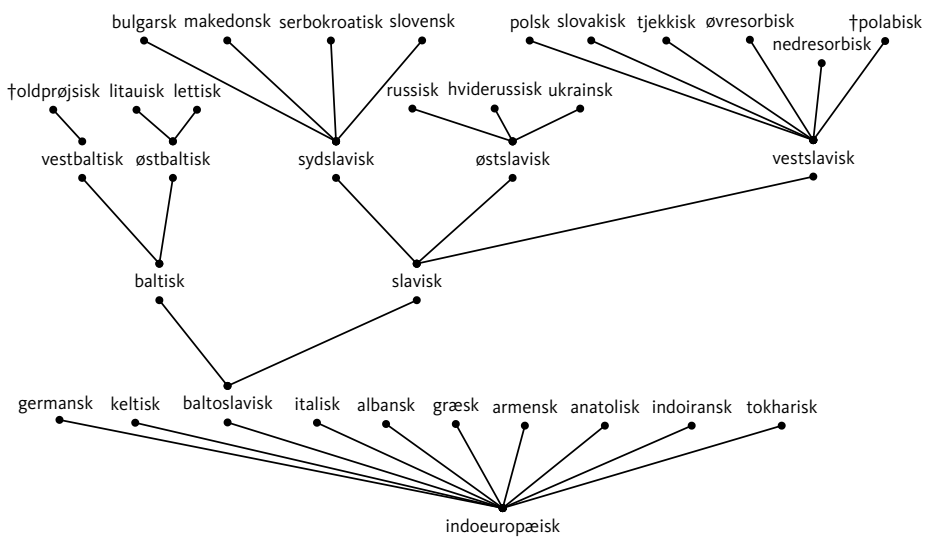 bulgarsk makedonsk serbokroatisk slovensk
polsk slovakisk tjekkisk øvresorbisk †polabisk
nedresorbisk
†oldprøjsisk litauisk lettisk
russisk hviderussisk ukrainsk
vestbaltisk østbaltisk sydslavisk østslavisk vestslavisk
baltisk slavisk
germansk keltisk baltoslavisk italisk albansk græsk armensk anatolisk indoiransk tokharisk
indoeuropæisk